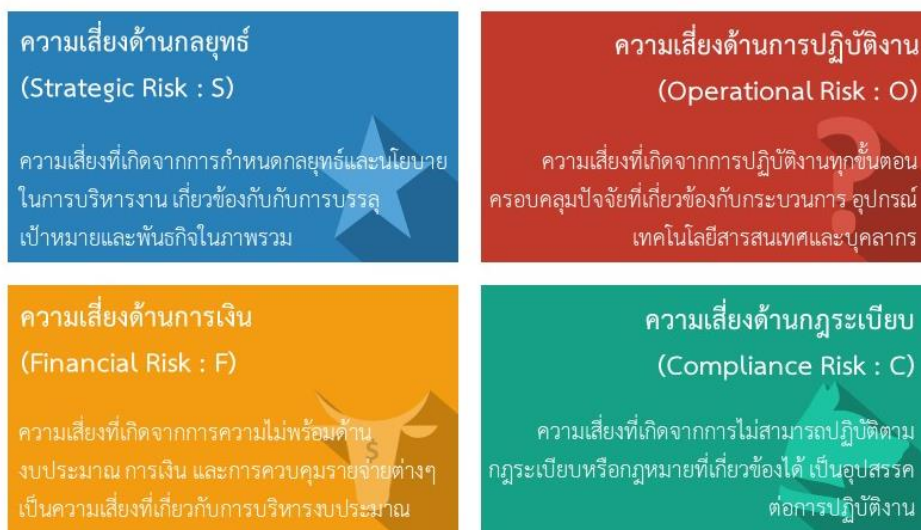 ความเสี่ยงด้านกลยุทธ์
(Strategic Risk : S)
ความเสี่ยงที่เกิดจากการกำหนดกลยุทธ์และนโยบาย
ในการบริหารงาน เกี่ยวข้องกับกับการบรรลุ
เป้าหมายและพันธกิจในภาพรวม
ความเสี่ยงด้านการปฏิบัติงาน
(Operational Risk : O)
ความเสี่ยงที่เกิดจากการปฏิบัติงานทุกขั้นตอน
ครอบคลุมปัจจัยที่เกี่ยวข้องกับกระบวนการ อุปกรณ์
เทคโนโลยีสารสนเทศและบุคลากร
ความเสี่ยงด้านการเงิน
(Financial Risk : F)
ความเสี่ยงที่เกิดจากการความไม่พร้อมด้าน
งบประมาณ การเงิน และการควบคุมรายจ่ายต่างๆ
เป็นความเสี่ยงที่เกี่ยวกับการบริหารงบประมาณ
$
ความเสี่ยงด้านกฎระเบียบ
(Compliance Risk : C)
ความเสี่ยงที่เกิดจากการไม่สามารถปฏิบัติตาม
กฎระเบียบหรือกฎหมายที่เกี่ยวข้องได้ เป็นอุปสรรค
ต่อการปฏิบัติงาน